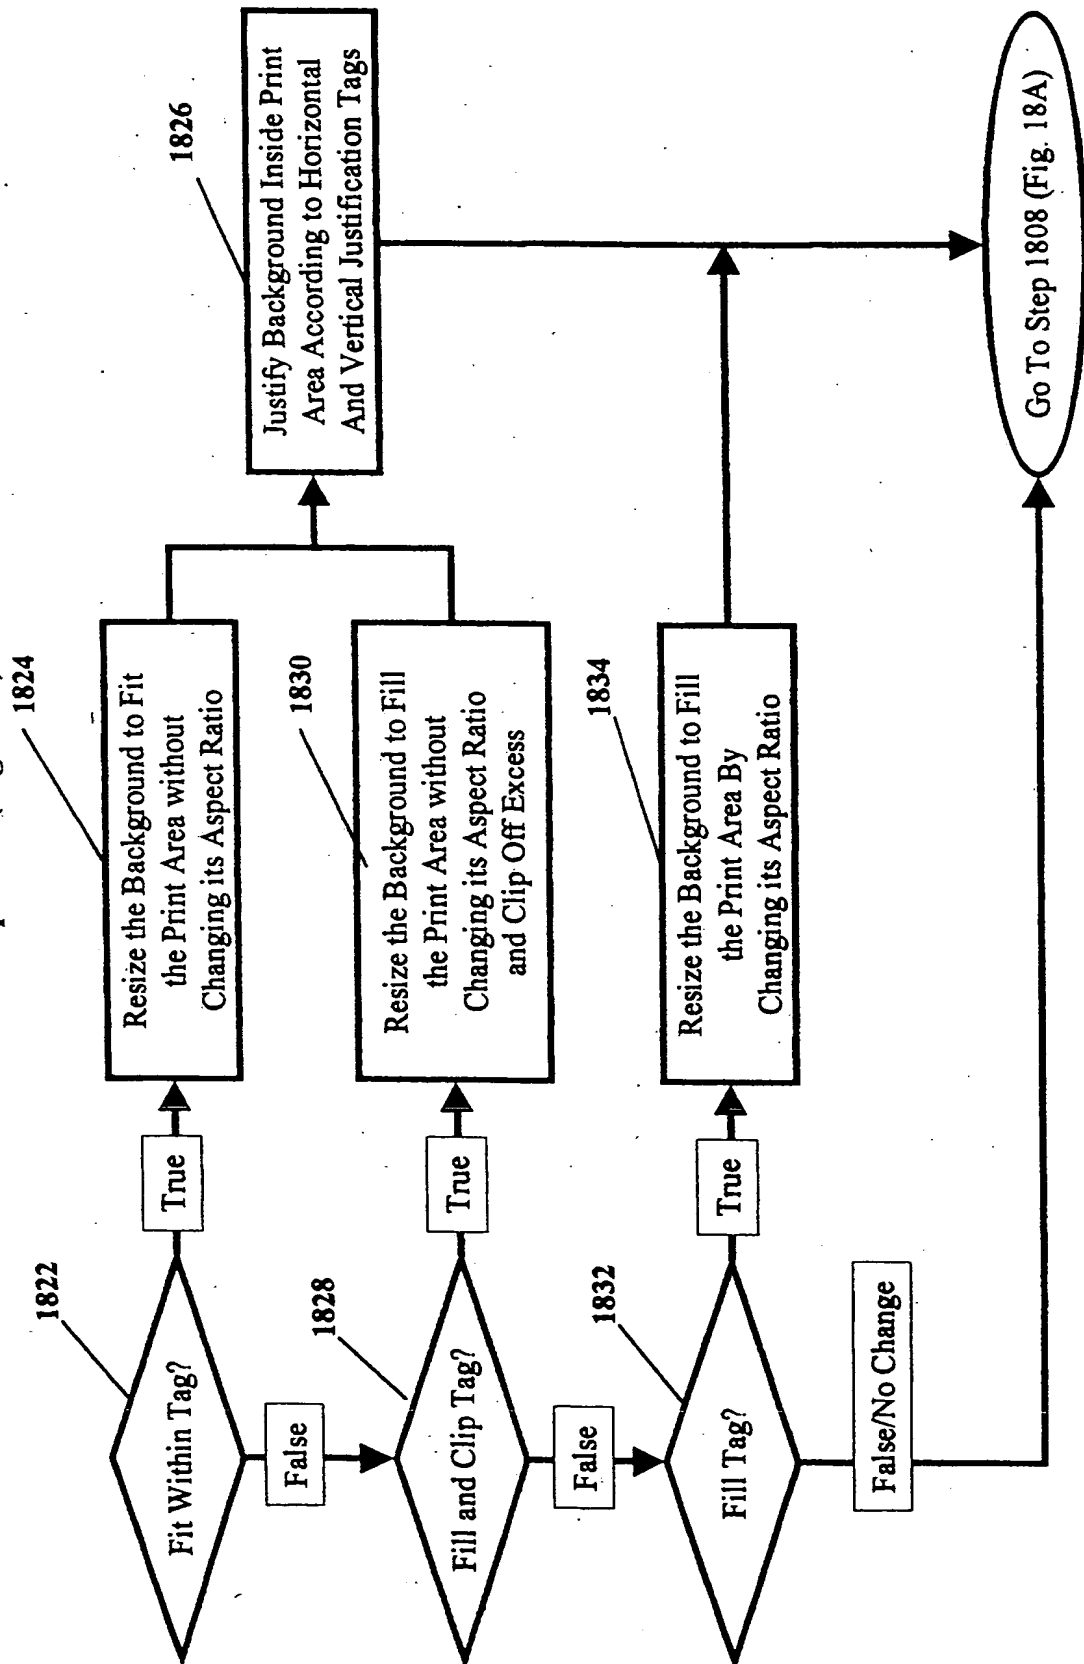 1822
Fit Within Tag?
True
1824
Resize the Background to Fit
the Print Area without
Changing its Aspect Ratio
1826
Justify Background Inside Print
Area According to Horizontal
And Vertical Justification Tags
False
1828
Fill and Clip Tag?
True
1830
Resize the Background to Fill
the Print Area without
Changing its Aspect Ratio
and Clip Off Excess
False
1832
Fill Tag?
True
1834
Resize the Background to Fill
the Print Area By
Changing its Aspect Ratio
False/No Change
Go To Step 1808 (Fig. 18A)